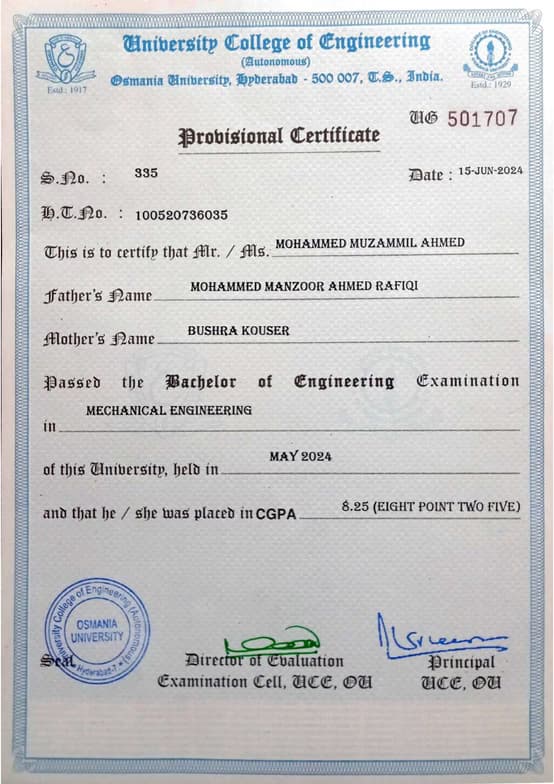 University College of Engineering
(Autonomous)
Osmania University, Hyderabad - 500 007, T.S., India.
Estd.: 1917
Estd.: 1929
UG 501707
Provisional Certificate
S.No. : 335
Date : 15-JUN-2024
H.T.No. : 100520736035
This is to certify that Mr. / Ms. MOHAMMED MUZAMMIL AHMED
Father's Name MOHAMMED MANZOOR AHMED RAFIQI
Mother's Name BUSHRA KOUSER
Passed the Bachelor of Engineering Examination
in MECHANICAL ENGINEERING
of this University, held in MAY 2024
and that he / she was placed in CGPA 8.25 (EIGHT POINT TWO FIVE)
University College of Engineering (Autonomous)
OSMANIA
UNIVERSITY
Hyderabad-7
Seal
Director of Evaluation
Examination Cell, UCE, OU
Principal
UCE, OU